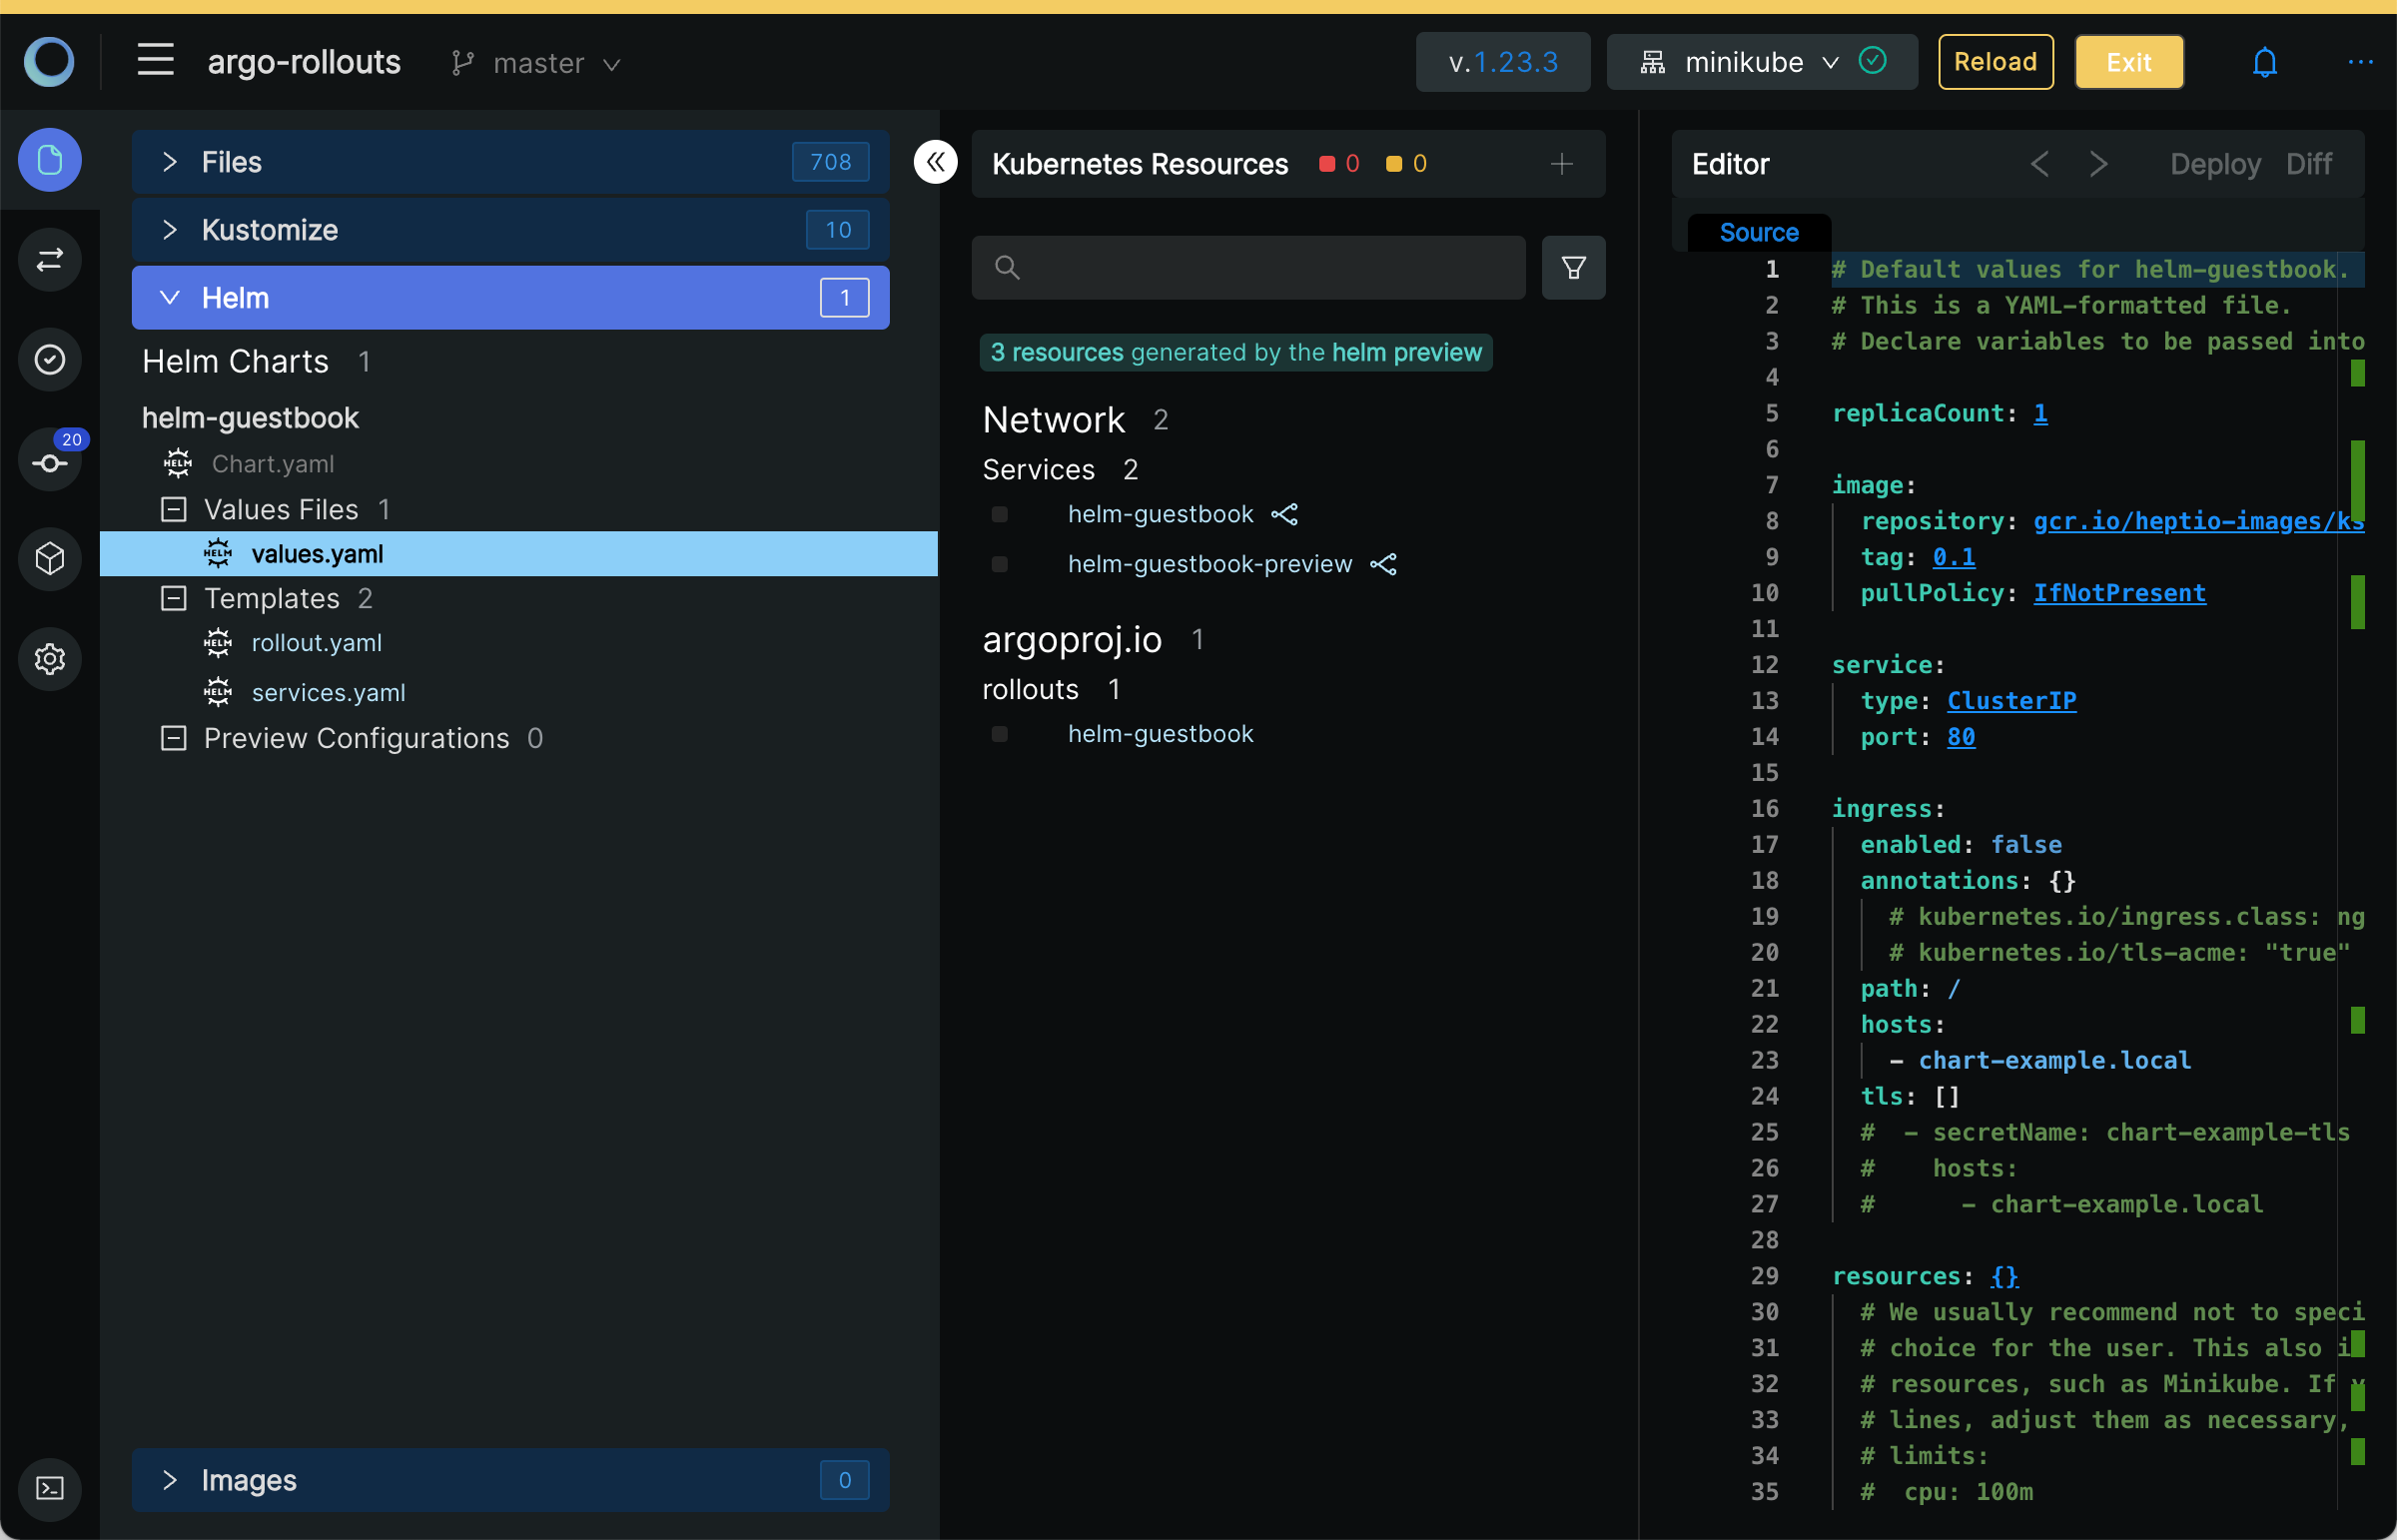 argo-rollouts
master
v.1.23.3
minikube
Reload
Exit
Files 708
Kustomize 10
Helm 1
Helm Charts 1
helm-guestbook
HELM Chart.yaml
Values Files 1
HELM values.yaml
Templates 2
HELM rollout.yaml
HELM services.yaml
Preview Configurations 0
20
Images 0
Kubernetes Resources 0 0
3 resources generated by the helm preview
Network 2
Services 2
helm-guestbook
helm-guestbook-preview
argoproj.io 1
rollouts 1
helm-guestbook
Editor
Deploy
Diff
Source
1 # Default values for helm-guestbook.
2 # This is a YAML-formatted file.
3 # Declare variables to be passed into
4
5 replicaCount: 1
6
7 image:
8 repository: gcr.io/heptio-images/ks
9 tag: 0.1
10 pullPolicy: IfNotPresent
11
12 service:
13 type: ClusterIP
14 port: 80
15
16 ingress:
17 enabled: false
18 annotations: {}
19 # kubernetes.io/ingress.class: ng
20 # kubernetes.io/tls-acme: "true"
21 path: /
22 hosts:
23 - chart-example.local
24 tls: []
25 # - secretName: chart-example-tls
26 # hosts:
27 # - chart-example.local
28
29 resources: {}
30 # We usually recommend not to speci
31 # choice for the user. This also i
32 # resources, such as Minikube. If
33 # lines, adjust them as necessary,
34 # limits:
35 # cpu: 100m